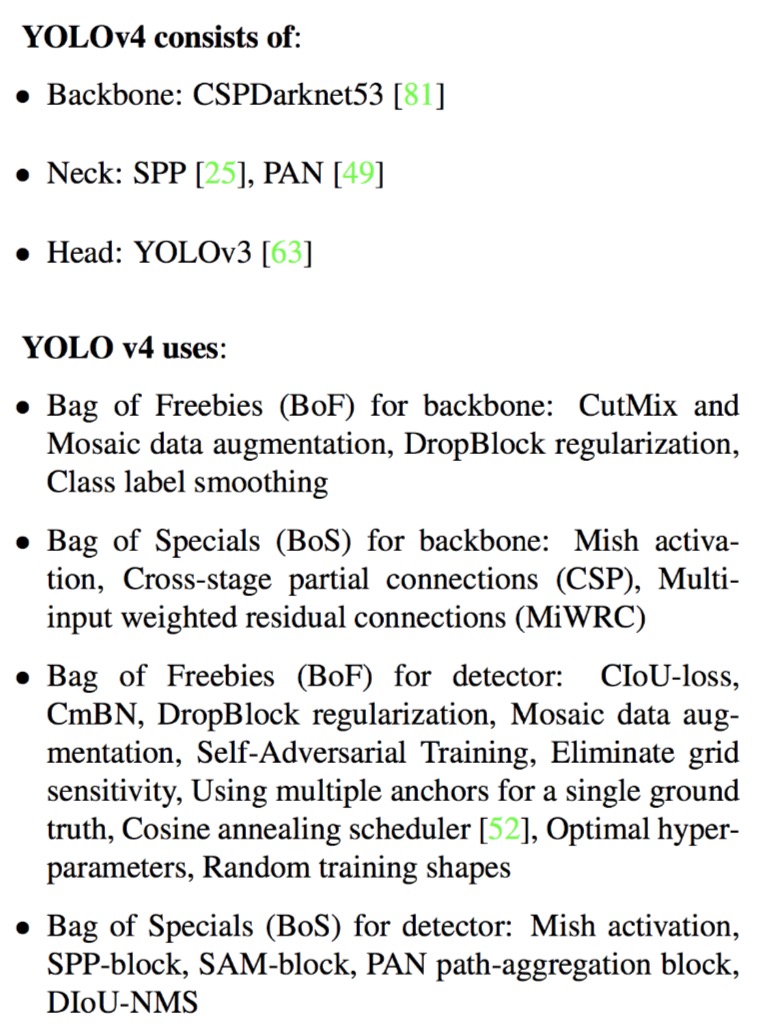 YOLOv4 consists of:
• Backbone: CSPDarknet53 [81]
• Neck: SPP [25], PAN [49]
• Head: YOLOv3 [63]
YOLO v4 uses:
• Bag of Freebies (BoF) for backbone: CutMix and
Mosaic data augmentation, DropBlock regularization,
Class label smoothing
• Bag of Specials (BoS) for backbone: Mish activa-
tion, Cross-stage partial connections (CSP), Multi-
input weighted residual connections (MiWRC)
• Bag of Freebies (BoF) for detector: CIoU-loss,
CmBN, DropBlock regularization, Mosaic data aug-
mentation, Self-Adversarial Training, Eliminate grid
sensitivity, Using multiple anchors for a single ground
truth, Cosine annealing scheduler [52], Optimal hyper-
parameters, Random training shapes
• Bag of Specials (BoS) for detector: Mish activation,
SPP-block, SAM-block, PAN path-aggregation block,
DIoU-NMS